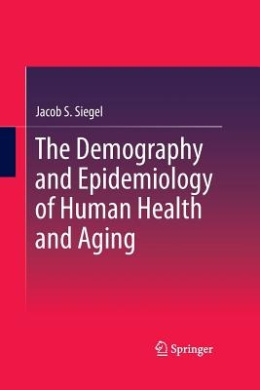 Jacob S. Siegel
The Demography
and Epidemiology
of Human Health
and Aging
Springer